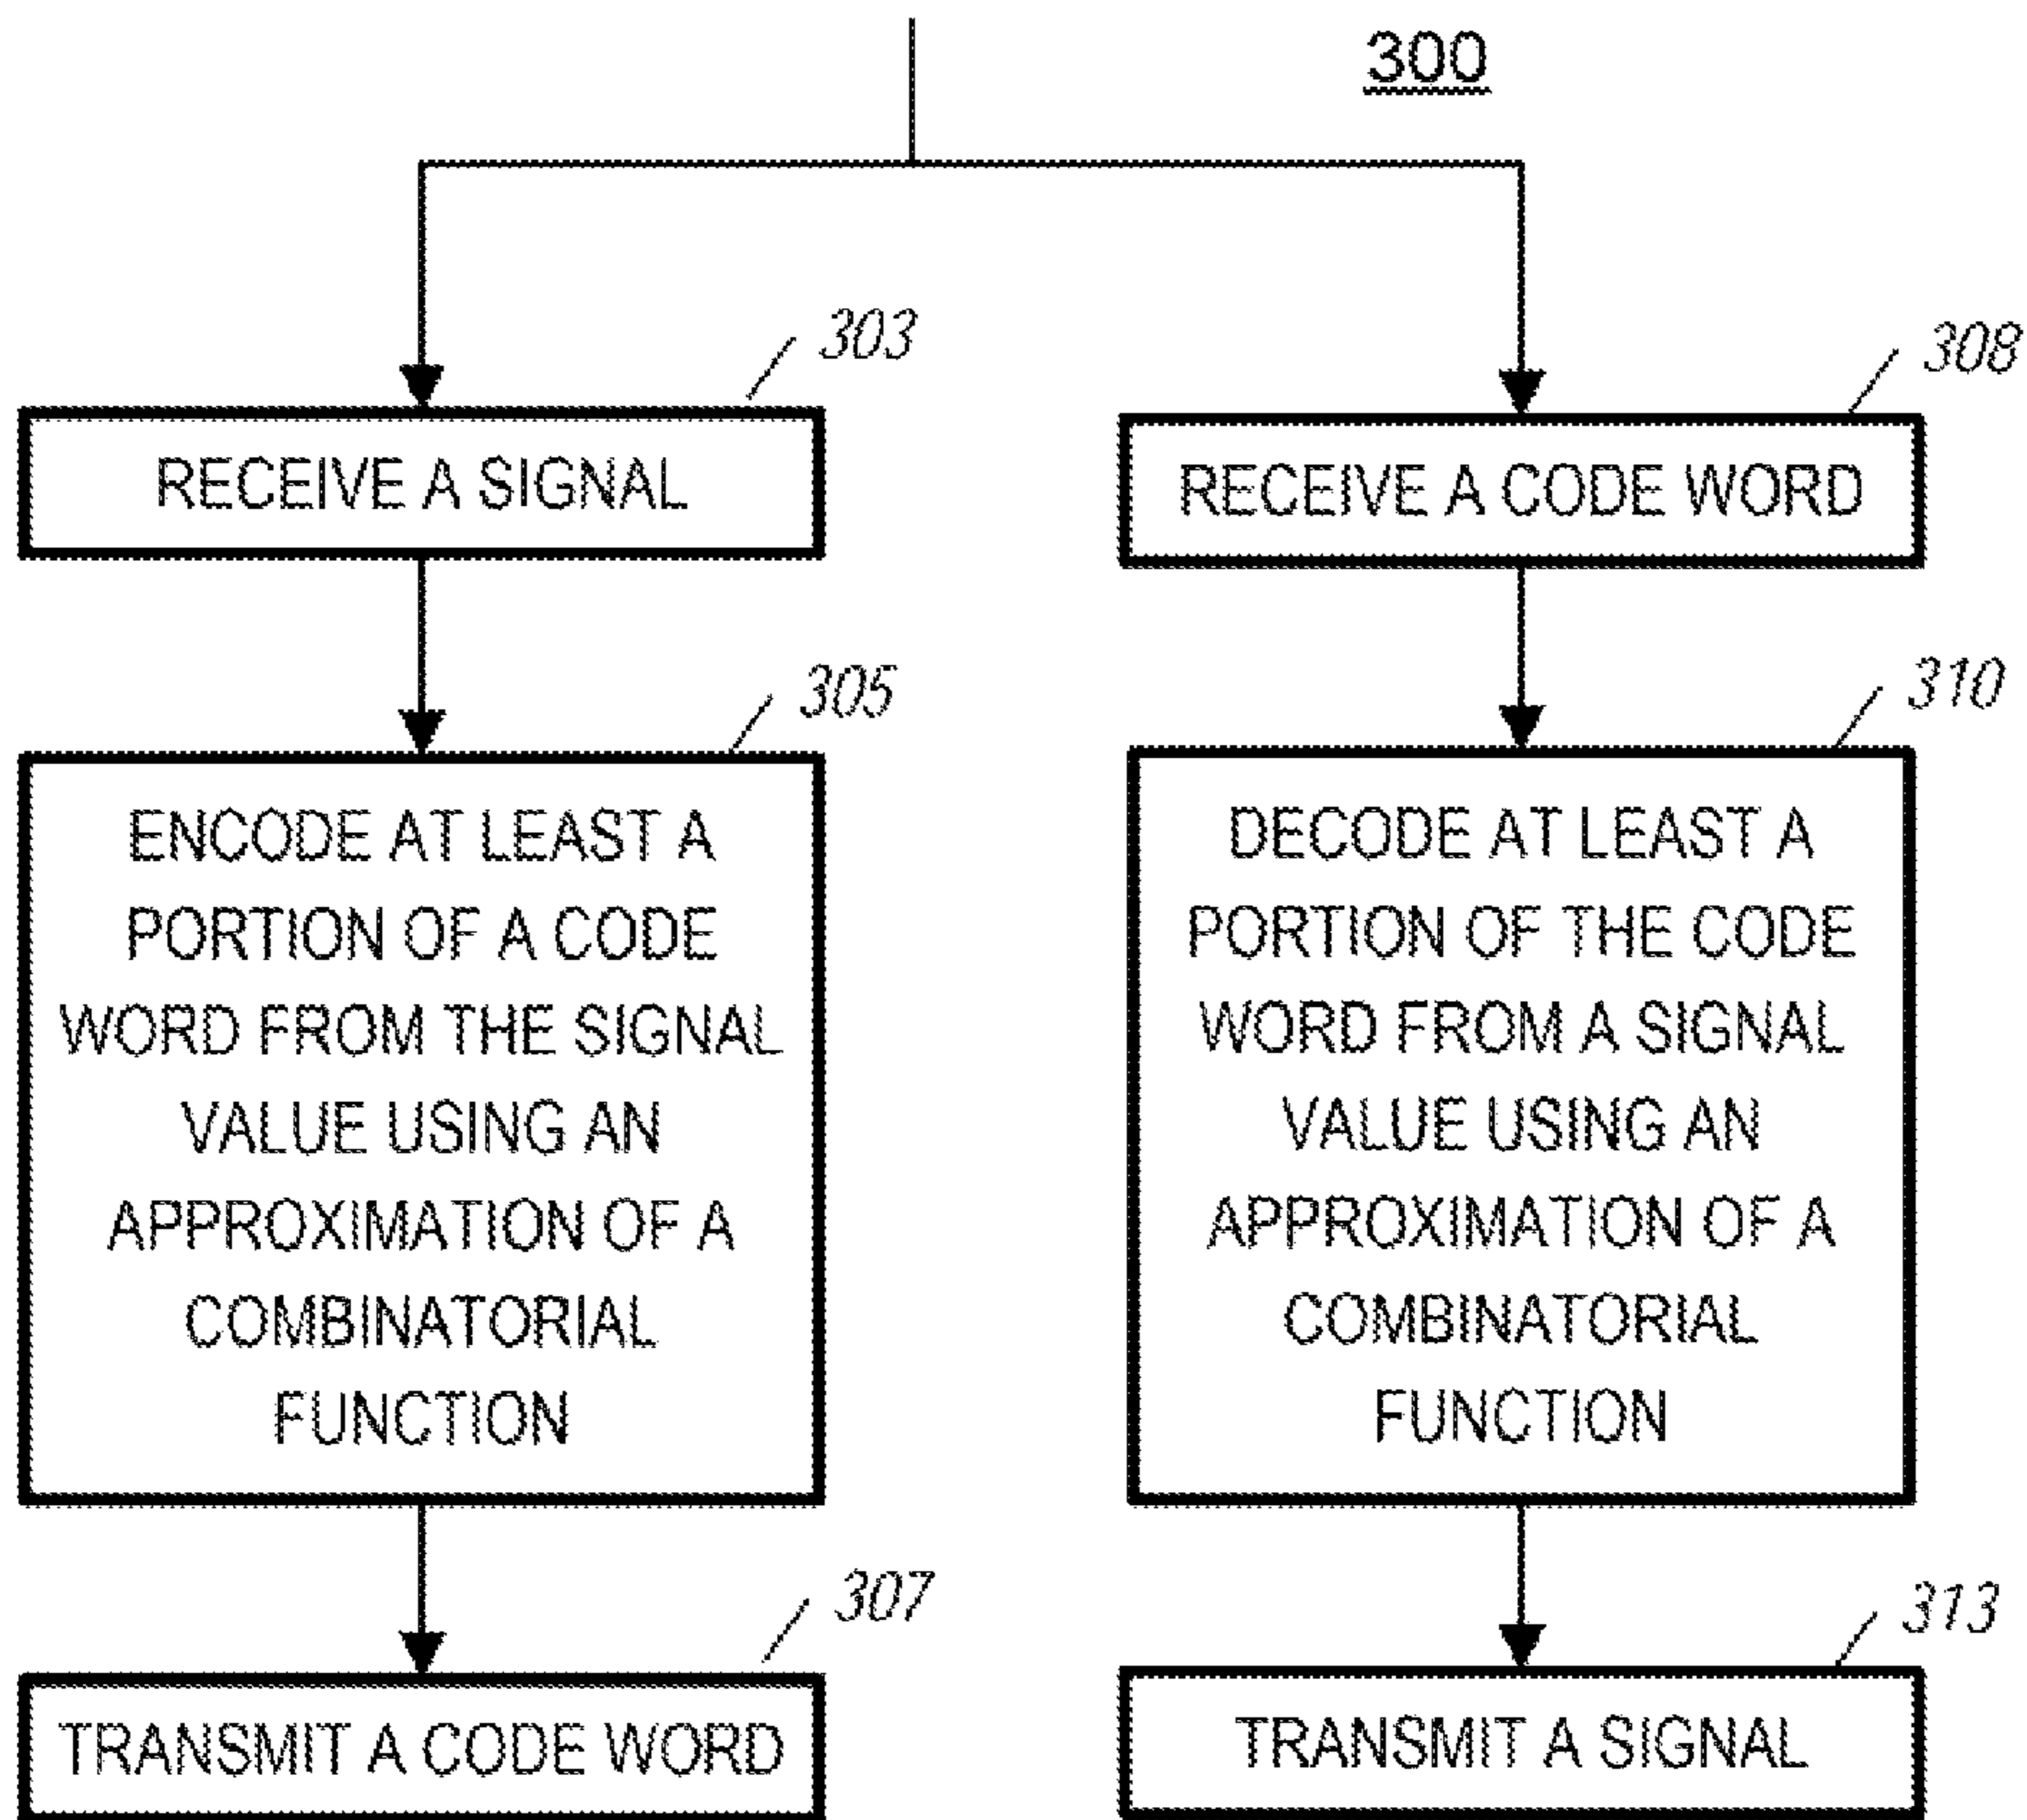 300
303
RECEIVE A SIGNAL
305
ENCODE AT LEAST A
PORTION OF A CODE
WORD FROM THE SIGNAL
VALUE USING AN
APPROXIMATION OF A
COMBINATORIAL
FUNCTION
307
TRANSMIT A CODE WORD
308
RECEIVE A CODE WORD
310
DECODE AT LEAST A
PORTION OF THE CODE
WORD FROM A SIGNAL
VALUE USING AN
APPROXIMATION OF A
COMBINATORIAL
FUNCTION
313
TRANSMIT A SIGNAL